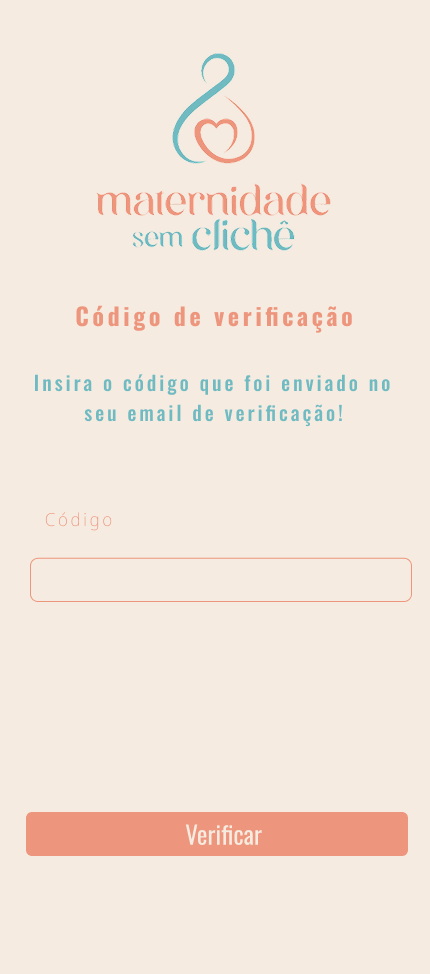 maternidade
sem clichê
Código de verificação
Insira o código que foi enviado no
seu email de verificação!
Código
Verificar